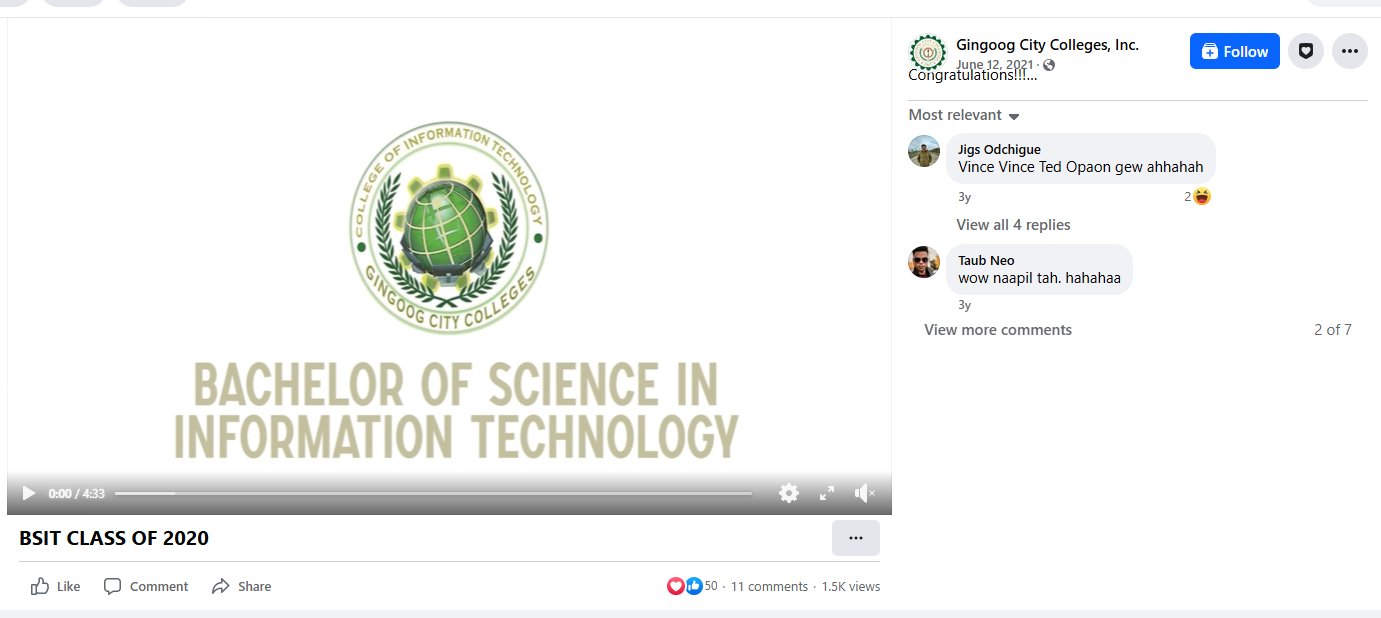 COLLEGE OF INFORMATION TECHNOLOGY
GINGOOG CITY COLLEGES
BACHELOR OF SCIENCE IN
INFORMATION TECHNOLOGY
0:00 / 4:33
BSIT CLASS OF 2020
Like Comment Share
50 · 11 comments · 1.5K views
Gingoog City Colleges, Inc.
June 12, 2021 ·
Follow
Congratulations!!!...
Most relevant
Jigs Odchigue
Vince Vince Ted Opaon gew ahhahah
3y
2
View all 4 replies
Taub Neo
wow naapil tah. hahahaa
3y
View more comments
2 of 7